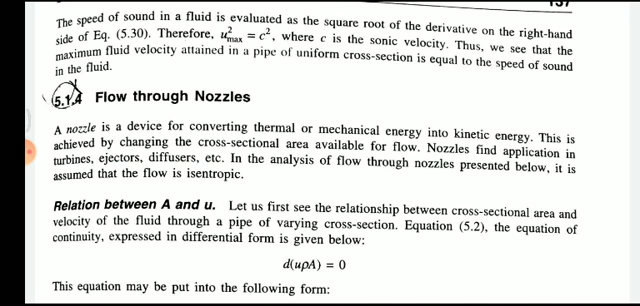 137
The speed of sound in a fluid is evaluated as the square root of the derivative on the right-hand
side of Eq. (5.30). Therefore, u²max = c², where c is the sonic velocity. Thus, we see that the
maximum fluid velocity attained in a pipe of uniform cross-section is equal to the speed of sound
in the fluid.
5.1.4 Flow through Nozzles
A nozzle is a device for converting thermal or mechanical energy into kinetic energy. This is
achieved by changing the cross-sectional area available for flow. Nozzles find application in
turbines, ejectors, diffusers, etc. In the analysis of flow through nozzles presented below, it is
assumed that the flow is isentropic.
Relation between A and u. Let us first see the relationship between cross-sectional area and
velocity of the fluid through a pipe of varying cross-section. Equation (5.2), the equation of
continuity, expressed in differential form is given below:
d(uρA) = 0
This equation may be put into the following form: